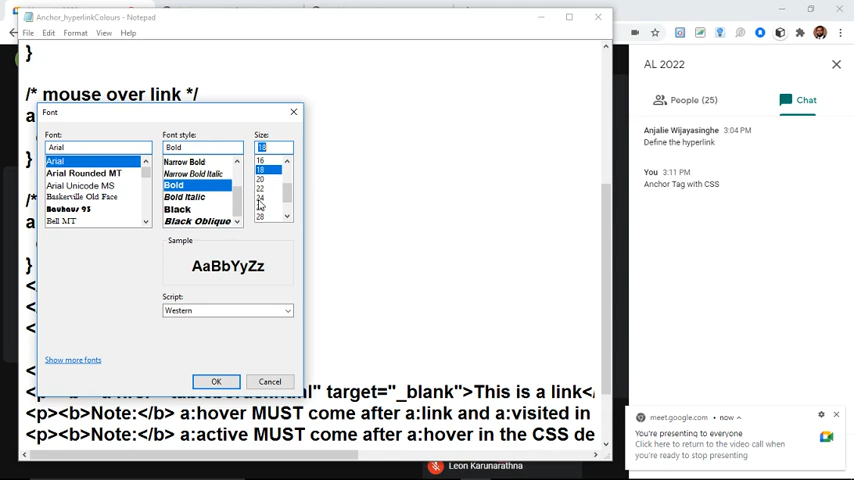 Anchor_hyperlinkColours - Notepad
File Edit Format View Help
}
/* mouse over link */
Font
Font:
Font style:
Size:
Arial
Bold
18
Arial
Arial Rounded MT
Arial Unicode MS
Baskerville Old Face
Bauhaus 93
Bell MT
Narrow Bold
Narrow Bold Italic
Bold
Bold Italic
Black
Black Oblique
16
18
20
22
24
28
Sample
AaBbYyZz
Script:
Western
Show more fonts
OK
Cancel
target="_blank">This is a link</
<p><b>Note:</b> a:hover MUST come after a:link and a:visited in
<p><b>Note:</b> a:active MUST come after a:hover in the CSS de
AL 2022
People (25)
Chat
Anjalie Wijayasinghe 3:04 PM
Define the hyperlink
You 3:11 PM
Anchor Tag with CSS
meet.google.com • now
You're presenting to everyone
Click here to return to the video call when
you're ready to stop presenting
Leon Karunarathna